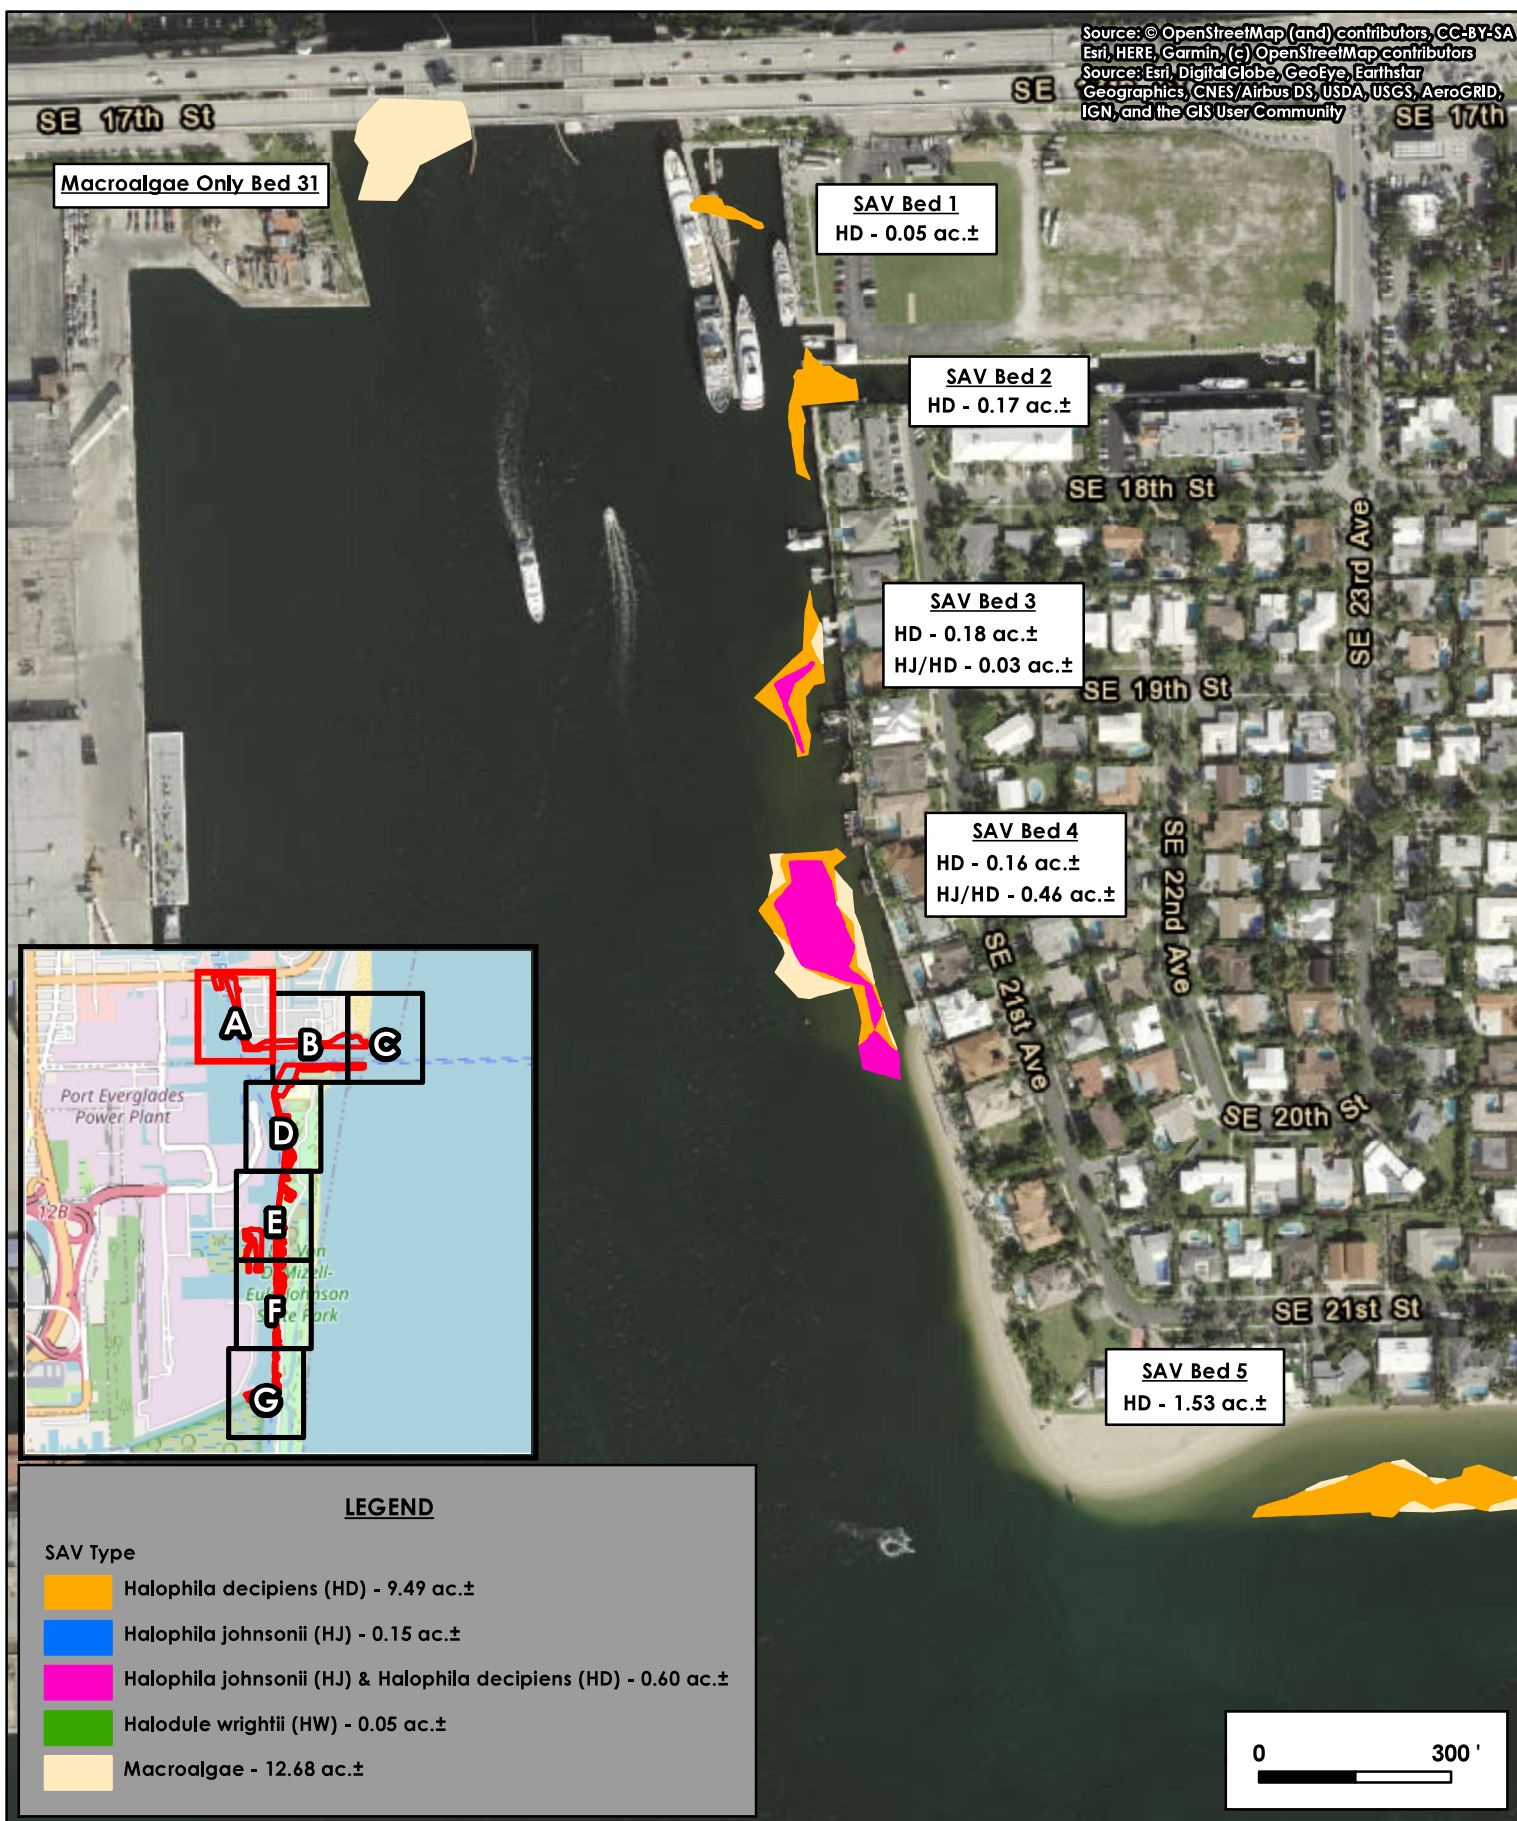 Source: © OpenStreetMap (and) contributors, CC-BY-SA
Esri, HERE, Garmin, (c) OpenStreetMap contributors
Source: Esri, DigitalGlobe, GeoEye, Earthstar
Geographics, CNES/Airbus DS, USDA, USGS, AeroGRID,
IGN, and the GIS User Community
SE 17th St
SE
SE 17th
Macroalgae Only Bed 31
SAV Bed 1
HD - 0.05 ac.±
SAV Bed 2
HD - 0.17 ac.±
SE 18th St
SE 23rd Ave
SAV Bed 3
HD - 0.18 ac.±
HJ/HD - 0.03 ac.±
SE 19th St
SAV Bed 4
HD - 0.16 ac.±
HJ/HD - 0.46 ac.±
SE 22nd Ave
SE 21st Ave
SE 20th St
SE 21st St
SAV Bed 5
HD - 1.53 ac.±
A
B
C
Port Everglades
Power Plant
D
12B
E
Von
D. Mizell-
Eula Johnson
State Park
F
G
LEGEND
SAV Type
Halophila decipiens (HD) - 9.49 ac.±
Halophila johnsonii (HJ) - 0.15 ac.±
Halophila johnsonii (HJ) & Halophila decipiens (HD) - 0.60 ac.±
Halodule wrightii (HW) - 0.05 ac.±
Macroalgae - 12.68 ac.±
0 300 '